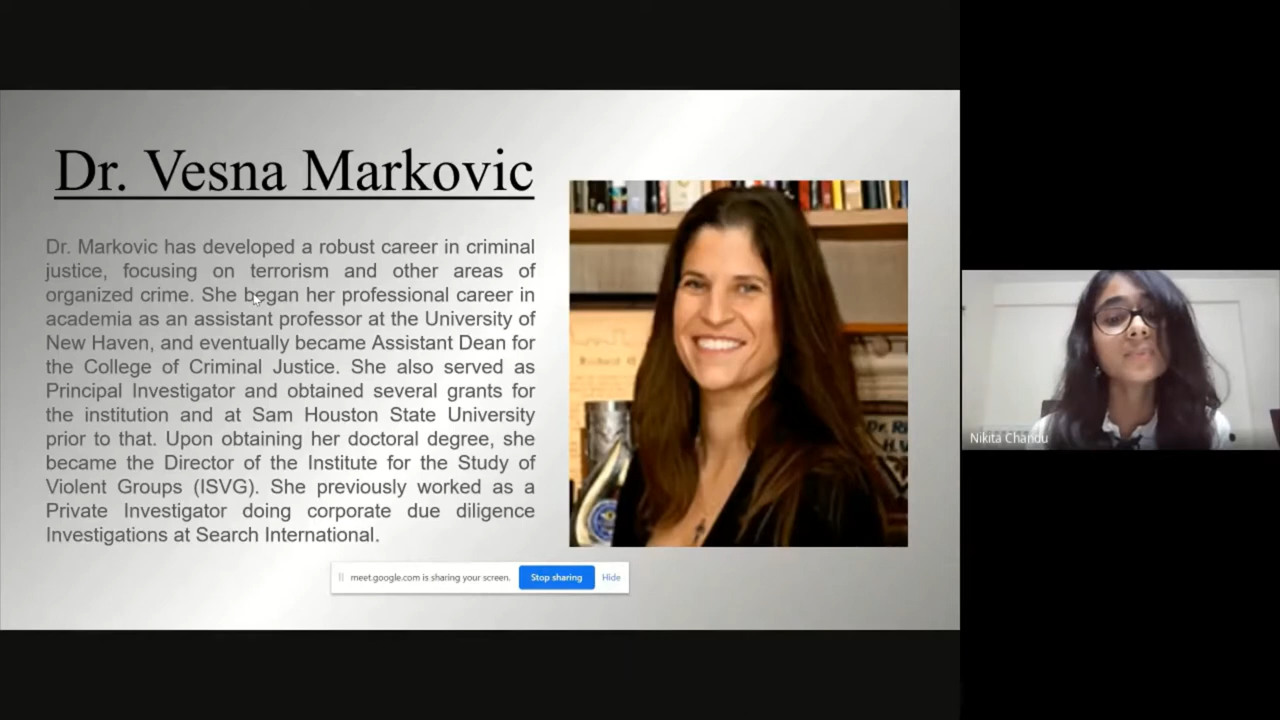 Dr. Vesna Markovic
Dr. Markovic has developed a robust career in criminal
justice, focusing on terrorism and other areas of
organized crime. She began her professional career in
academia as an assistant professor at the University of
New Haven, and eventually became Assistant Dean for
the College of Criminal Justice. She also served as
Principal Investigator and obtained several grants for
the institution and at Sam Houston State University
prior to that. Upon obtaining her doctoral degree, she
became the Director of the Institute for the Study of
Violent Groups (ISVG). She previously worked as a
Private Investigator doing corporate due diligence
Investigations at Search International.
meet.google.com is sharing your screen.
Stop sharing
Hide
Nikita Chandu